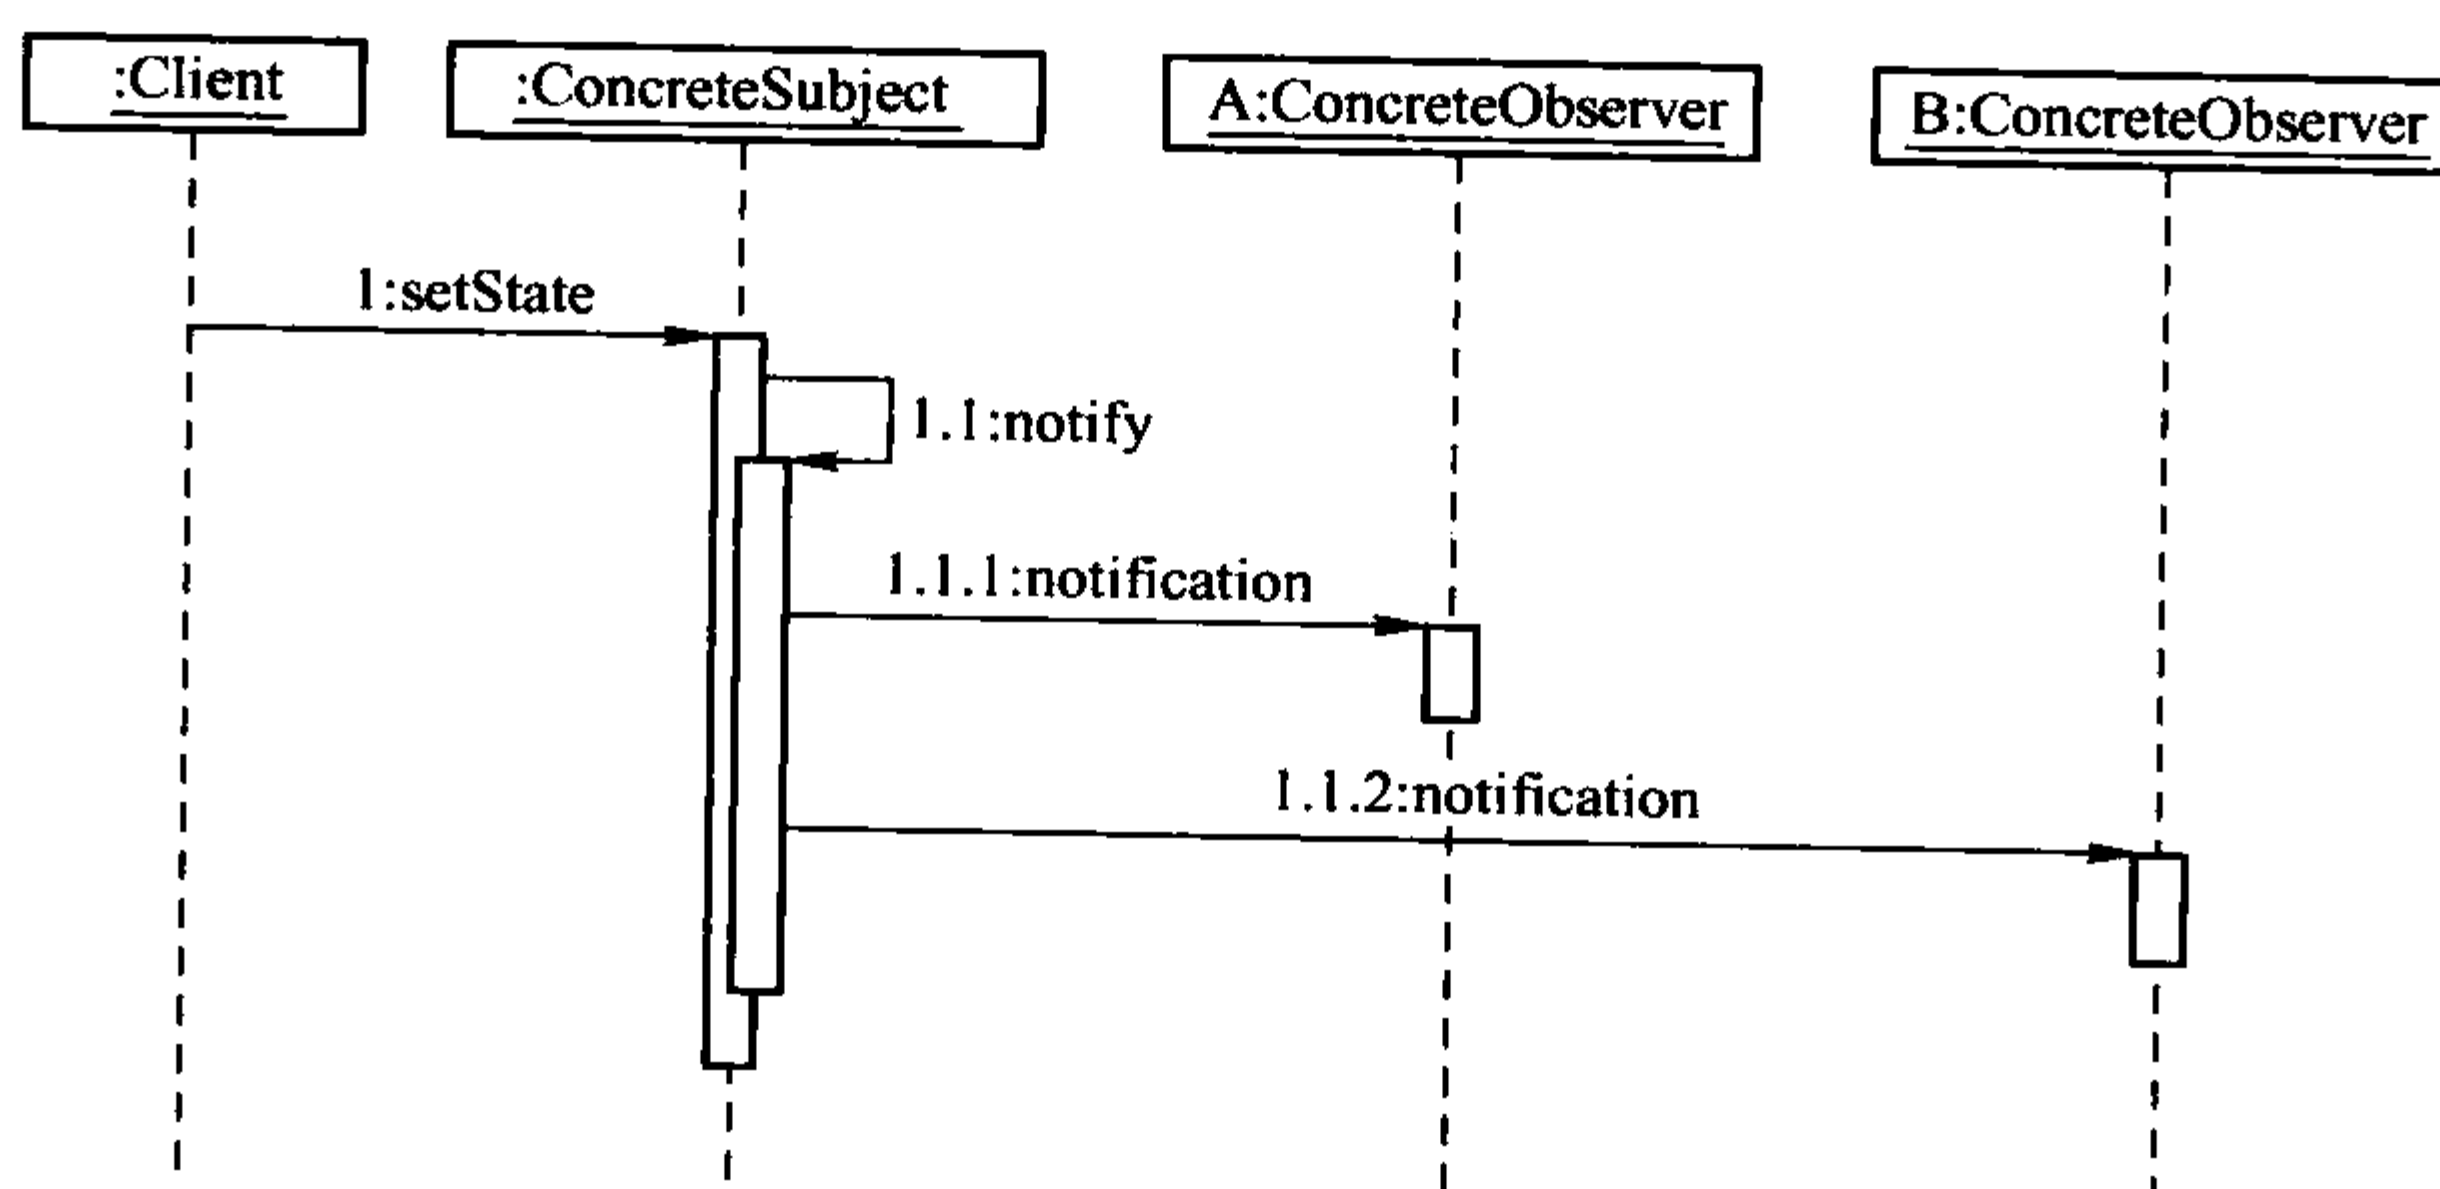 :Client
:ConcreteSubject
A:ConcreteObserver
B:ConcreteObserver
1:setState
1.1:notify
1.1.1:notification
1.1.2:notification